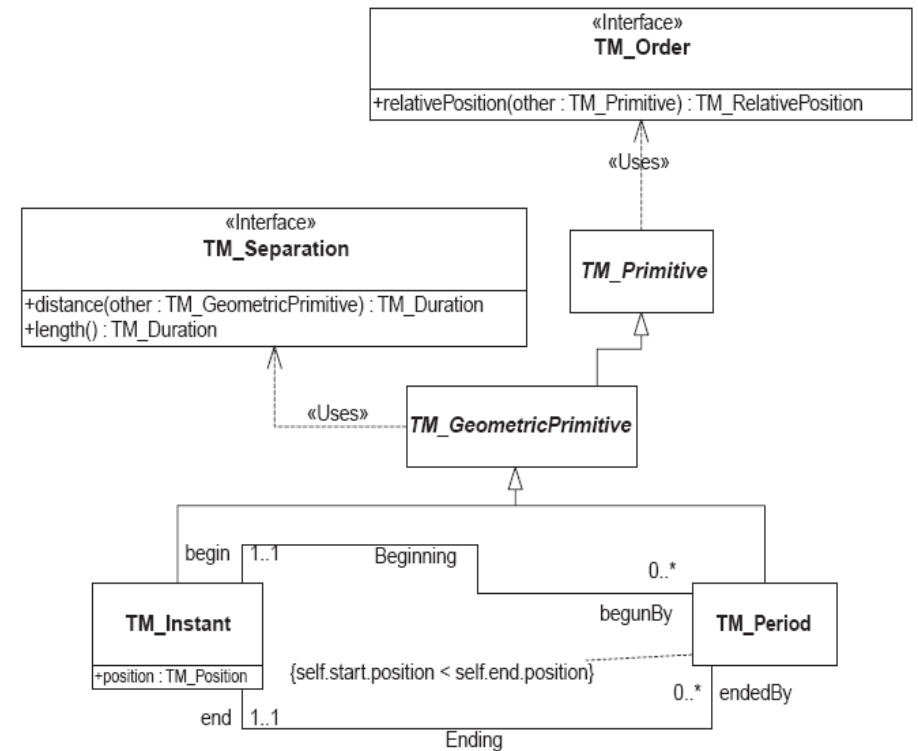 «Interface»
TM_Order
+relativePosition(other : TM_Primitive) : TM_RelativePosition
«Uses»
«Interface»
TM_Separation
+distance(other : TM_GeometricPrimitive) : TM_Duration
+length() : TM_Duration
TM_Primitive
«Uses»
TM_GeometricPrimitive
begin 1..1
Beginning
0..*
begunBy
TM_Instant
+position : TM_Position
TM_Period
{self.start.position < self.end.position}
0..* endedBy
end 1..1
Ending